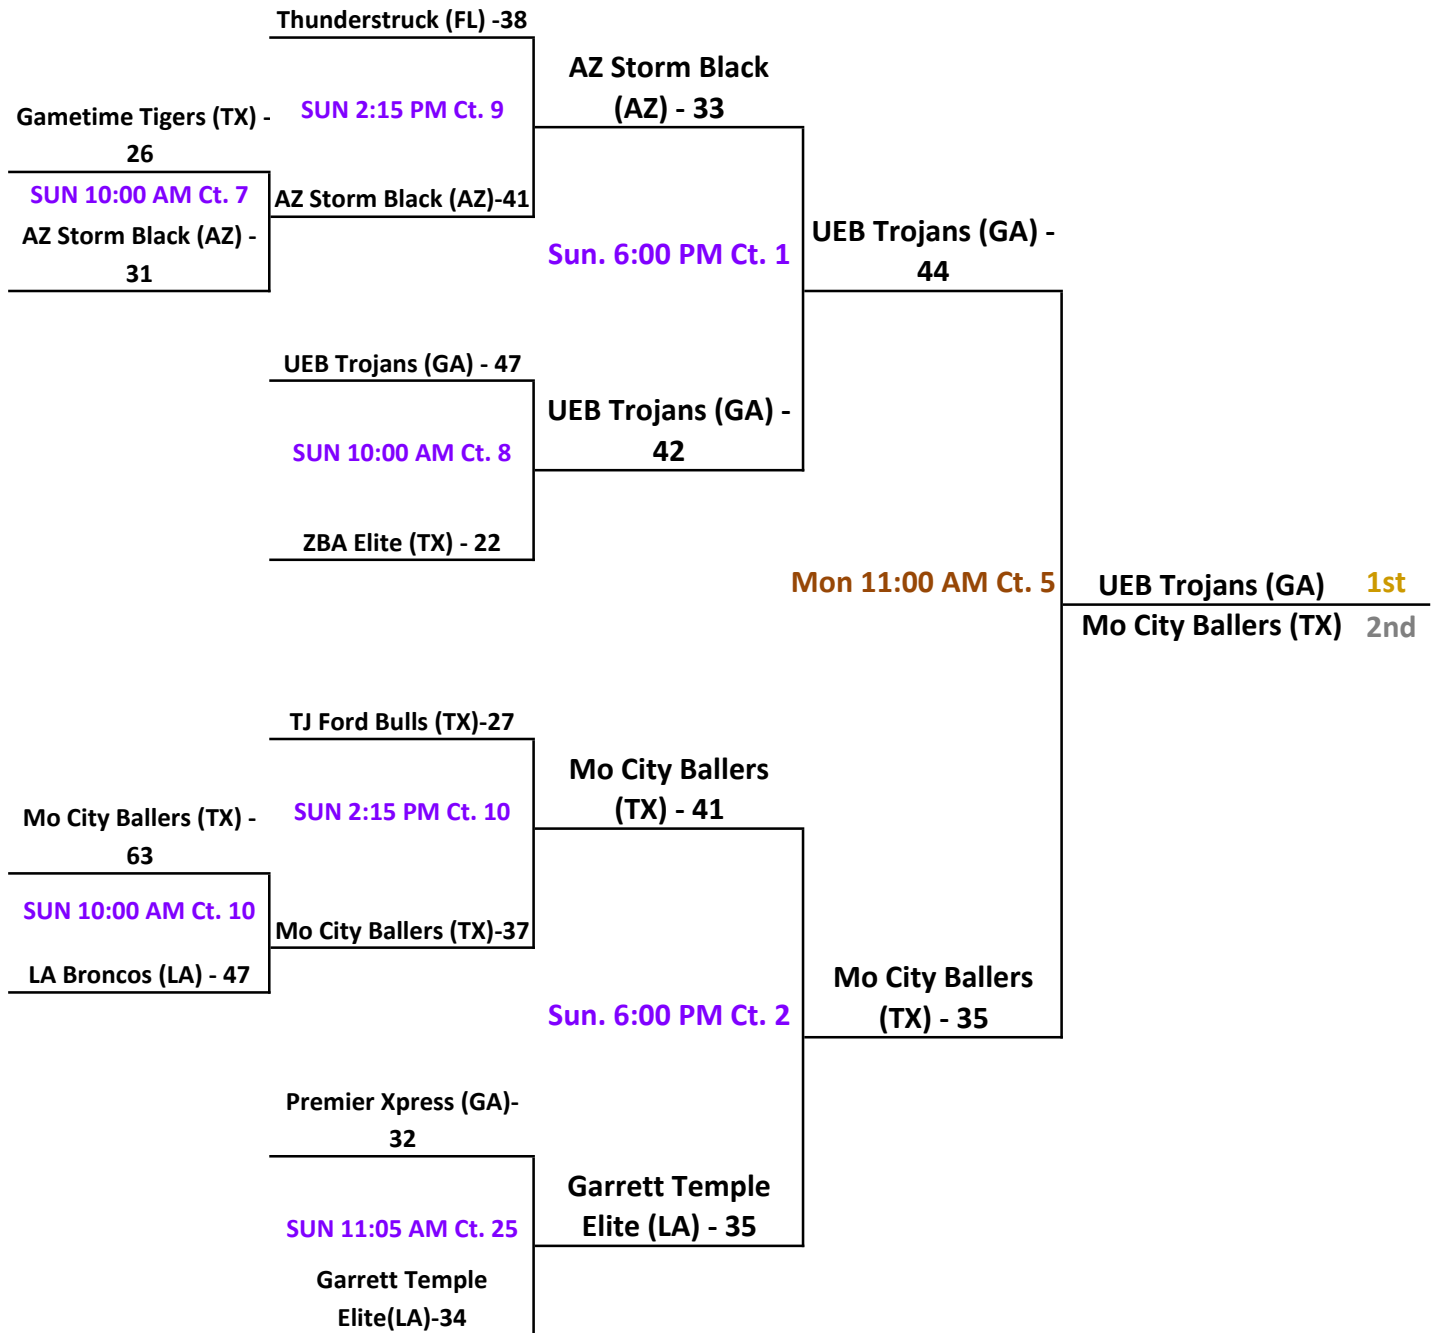 Thunderstruck (FL) -38
AZ Storm Black
(AZ) - 33
SUN 2:15 PM Ct. 9
Gametime Tigers (TX) -
26
SUN 10:00 AM Ct. 7
AZ Storm Black (AZ)-41
AZ Storm Black (AZ) -
31
UEB Trojans (GA) -
44
Sun. 6:00 PM Ct. 1
UEB Trojans (GA) - 47
UEB Trojans (GA) -
42
SUN 10:00 AM Ct. 8
ZBA Elite (TX) - 22
Mon 11:00 AM Ct. 5
UEB Trojans (GA) 1st
Mo City Ballers (TX) 2nd
TJ Ford Bulls (TX)-27
Mo City Ballers
(TX) - 41
SUN 2:15 PM Ct. 10
Mo City Ballers (TX) -
63
SUN 10:00 AM Ct. 10
Mo City Ballers (TX)-37
LA Broncos (LA) - 47
Mo City Ballers
(TX) - 35
Sun. 6:00 PM Ct. 2
Premier Xpress (GA)-
32
Garrett Temple
Elite (LA) - 35
SUN 11:05 AM Ct. 25
Garrett Temple
Elite(LA)-34